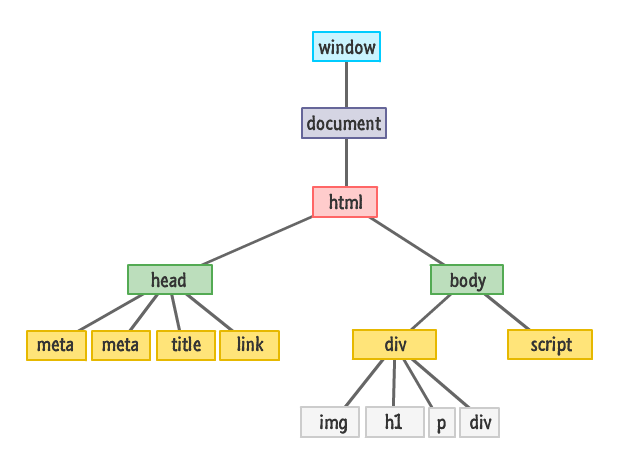 window
document
html
head body
meta meta title link div script
img h1 p div